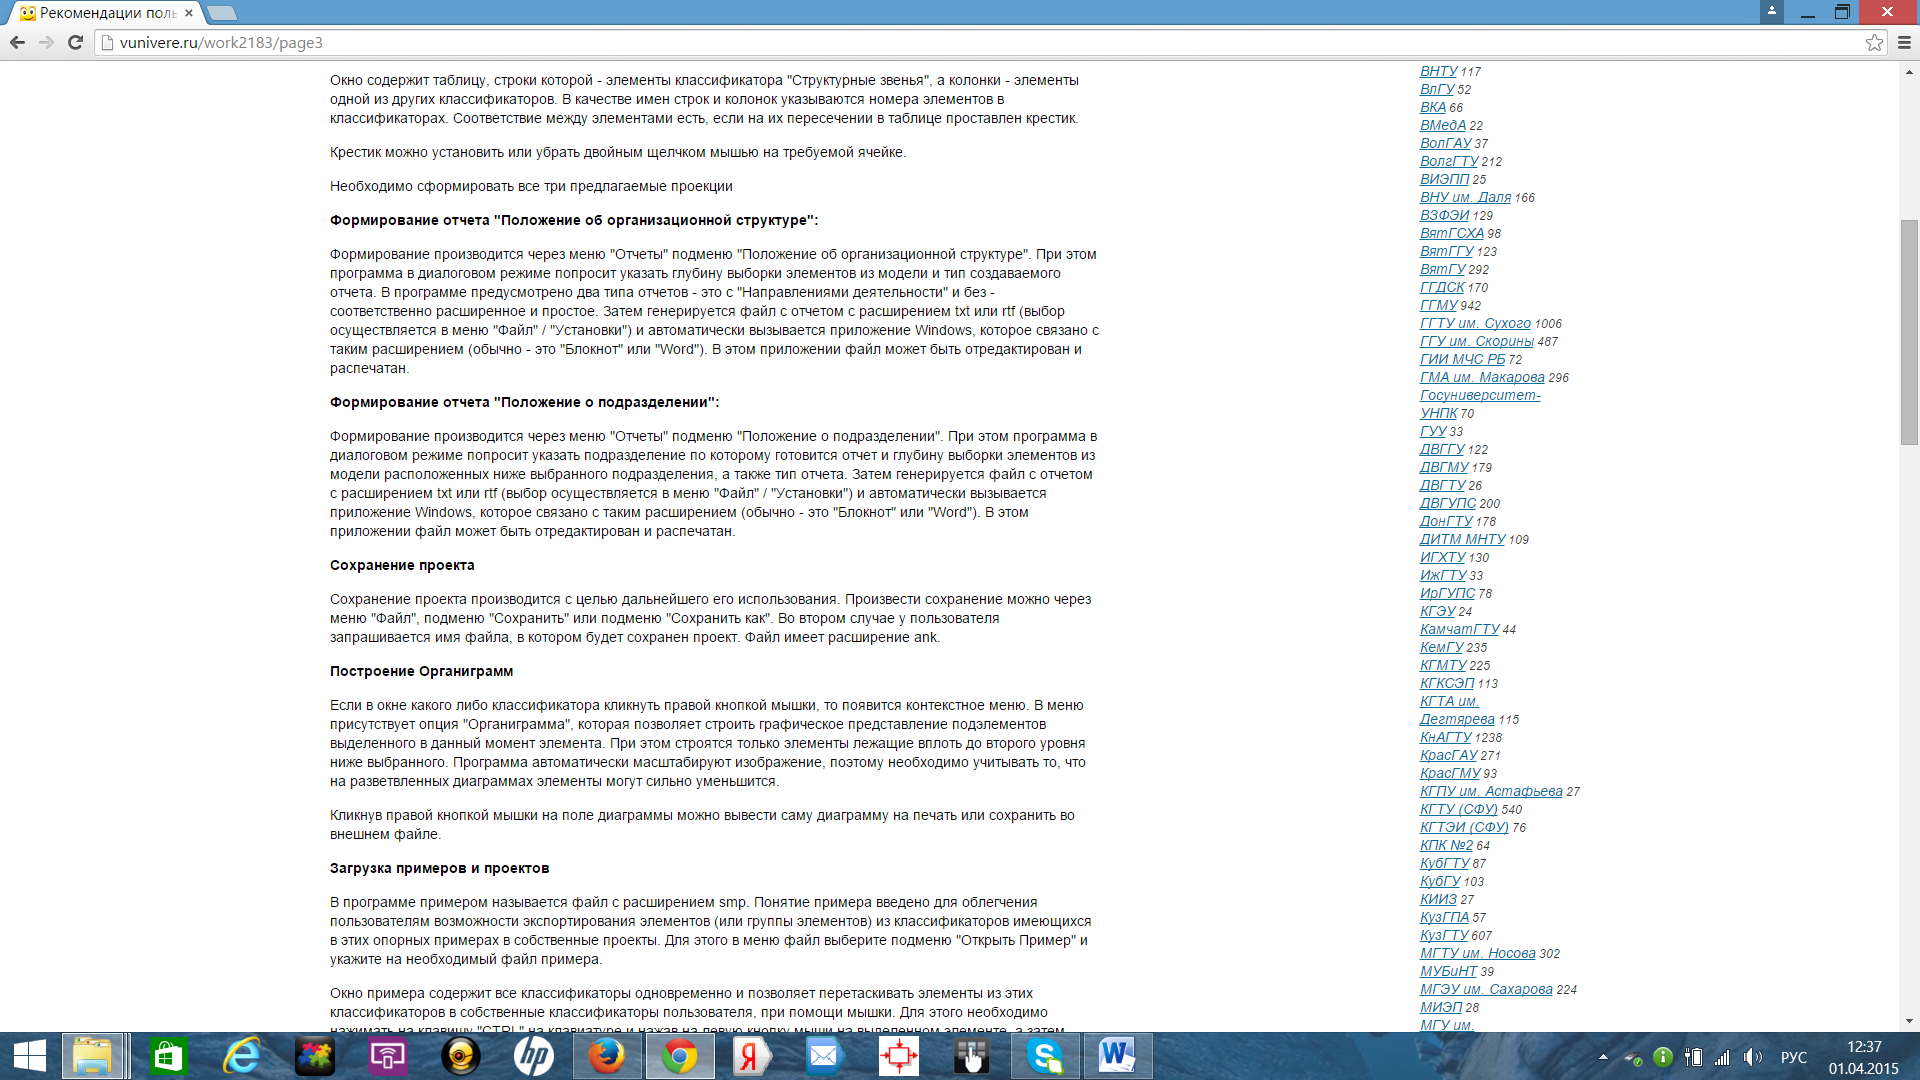 Рекомендации поль
vunivere.ru/work2183/page3
Окно содержит таблицу, строки которой - элементы классификатора "Структурные звенья", а колонки - элементы
одной из других классификаторов. В качестве имен строк и колонок указываются номера элементов в
классификаторах. Соответствие между элементами есть, если на их пересечении в таблице проставлен крестик.
Крестик можно установить или убрать двойным щелчком мышью на требуемой ячейке.
Необходимо сформировать все три предлагаемые проекции
Формирование отчета "Положение об организационной структуре":
Формирование производится через меню "Отчеты" подменю "Положение об организационной структуре". При этом
программа в диалоговом режиме попросит указать глубину выборки элементов из модели и тип создаваемого
отчета. В программе предусмотрено два типа отчетов - это с "Направлениями деятельности" и без -
соответственно расширенное и простое. Затем генерируется файл с отчетом с расширением txt или rtf (выбор
осуществляется в меню "Файл" / "Установки") и автоматически вызывается приложение Windows, которое связано с
таким расширением (обычно - это "Блокнот" или "Word"). В этом приложении файл может быть отредактирован и
распечатан.
Формирование отчета "Положение о подразделении":
Формирование производится через меню "Отчеты" подменю "Положение о подразделении". При этом программа в
диалоговом режиме попросит указать подразделение по которому готовится отчет и глубину выборки элементов из
модели расположенных ниже выбранного подразделения, а также тип отчета. Затем генерируется файл с отчетом
с расширением txt или rtf (выбор осуществляется в меню "Файл" / "Установки") и автоматически вызывается
приложение Windows, которое связано с таким расширением (обычно - это "Блокнот" или "Word"). В этом
приложении файл может быть отредактирован и распечатан.
Сохранение проекта
Сохранение проекта производится с целью дальнейшего его использования. Произвести сохранение можно через
меню "Файл", подменю "Сохранить" или подменю "Сохранить как". Во втором случае у пользователя
запрашивается имя файла, в котором будет сохранен проект. Файл имеет расширение ank.
Построение Органиграмм
Если в окне какого либо классификатора кликнуть правой кнопкой мышки, то появится контекстное меню. В меню
присутствует опция "Органиграмма", которая позволяет строить графическое представление подэлементов
выделенного в данный момент элемента. При этом строятся только элементы лежащие вплоть до второго уровня
ниже выбранного. Программа автоматически масштабируют изображение, поэтому необходимо учитывать то, что
на разветвленных диаграммах элементы могут сильно уменьшится.
Кликнув правой кнопкой мышки на поле диаграммы можно вывести саму диаграмму на печать или сохранить во
внешнем файле.
Загрузка примеров и проектов
В программе примером называется файл с расширением smp. Понятие примера введено для облегчения
пользователям возможности экспортирования элементов (или группы элементов) из классификаторов имеющихся
в этих опорных примерах в собственные проекты. Для этого в меню файл выберите подменю "Открыть Пример" и
укажите на необходимый файл примера.
Окно примера содержит все классификаторы одновременно и позволяет перетаскивать элементы из этих
классификаторов в собственные классификаторы пользователя, при помощи мышки. Для этого необходимо
нажимать на клавишу "CTRL" на клавиатуре и нажав на левую кнопку мыши на выделенном элементе, а затем
ВНТУ 117
ВлГУ 52
ВКА 66
ВМедА 22
ВолГАУ 37
ВолгГТУ 212
ВИЭПП 25
ВНУ им. Даля 166
ВЗФЭИ 129
ВятГСХА 98
ВятГГУ 123
ВятГУ 292
ГГДСК 170
ГГМУ 942
ГГТУ им. Сухого 1006
ГГУ им. Скорины 487
ГИИ МЧС РБ 72
ГМА им. Макарова 296
Госуниверситет-
УНПК 70
ГУУ 33
ДВГГУ 122
ДВГМУ 179
ДВГТУ 26
ДВГУПС 200
ДонГТУ 178
ДИТМ МНТУ 109
ИГХТУ 130
ИжГТУ 33
ИрГУПС 78
КГЭУ 24
КамчатГТУ 44
КемГУ 235
КГМТУ 225
КГКСЭП 113
КГТА им.
Дегтярева 115
КнАГТУ 1238
КрасГАУ 271
КрасГМУ 93
КГПУ им. Астафьева 27
КГТУ (СФУ) 540
КГТЭИ (СФУ) 76
КПК №2 64
КубГТУ 87
КубГУ 103
КИИЗ 27
КузГПА 57
КузГТУ 607
МГТУ им. Носова 302
МУБиНТ 39
МГЭУ им. Сахарова 224
МИЭП 28
МГУ им.
РУС
12:37
01.04.2015